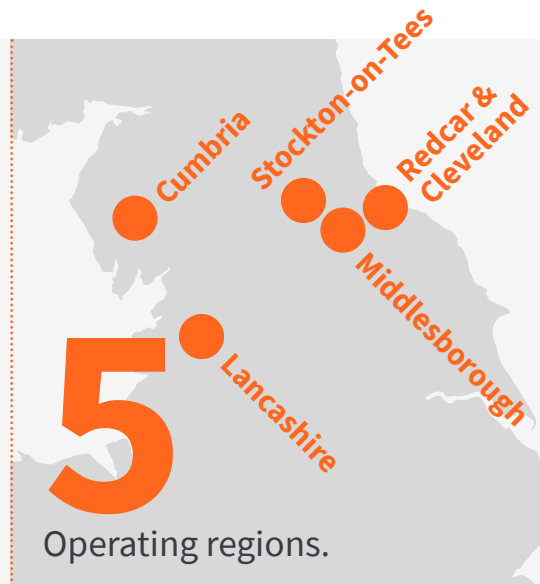 Stockton-on-Tees
Redcar &
Cleveland
Cumbria
Middlesborough
Lancashire
5
Operating regions.